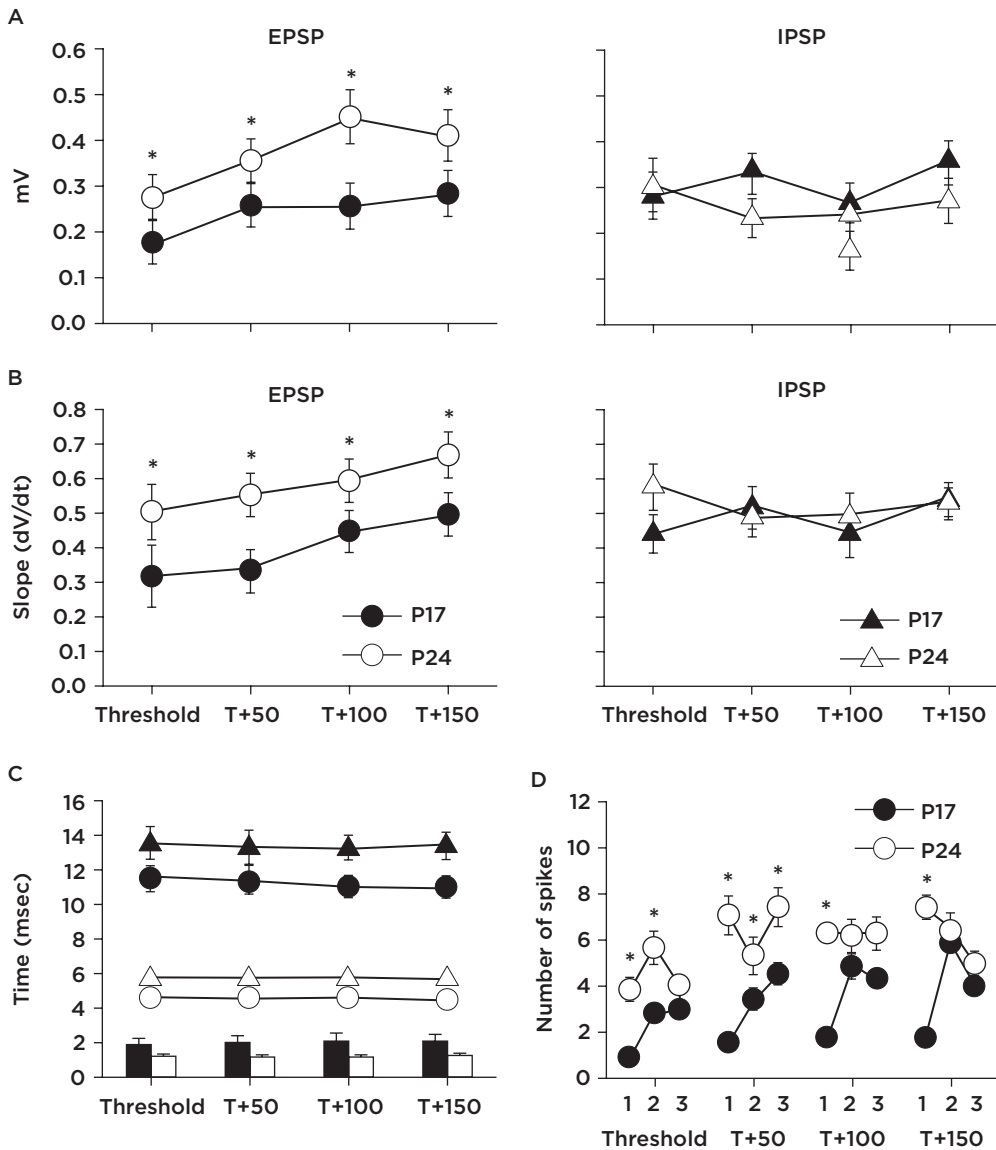 A
EPSP
IPSP
mV
0.6
0.5
0.4
0.3
0.2
0.1
0.0
*
*
*
*
B
EPSP
IPSP
Slope (dV/dt)
0.8
0.7
0.6
0.5
0.4
0.3
0.2
0.1
0.0
*
*
*
*
P17
P24
P17
P24
Threshold T+50 T+100 T+150
Threshold T+50 T+100 T+150
C
Time (msec)
16
14
12
10
8
6
4
2
0
Threshold T+50 T+100 T+150
D
Number of spikes
12
10
8
6
4
2
0
P17
P24
*
*
*
*
*
*
*
1 2 3 1 2 3 1 2 3 1 2 3
Threshold T+50 T+100 T+150